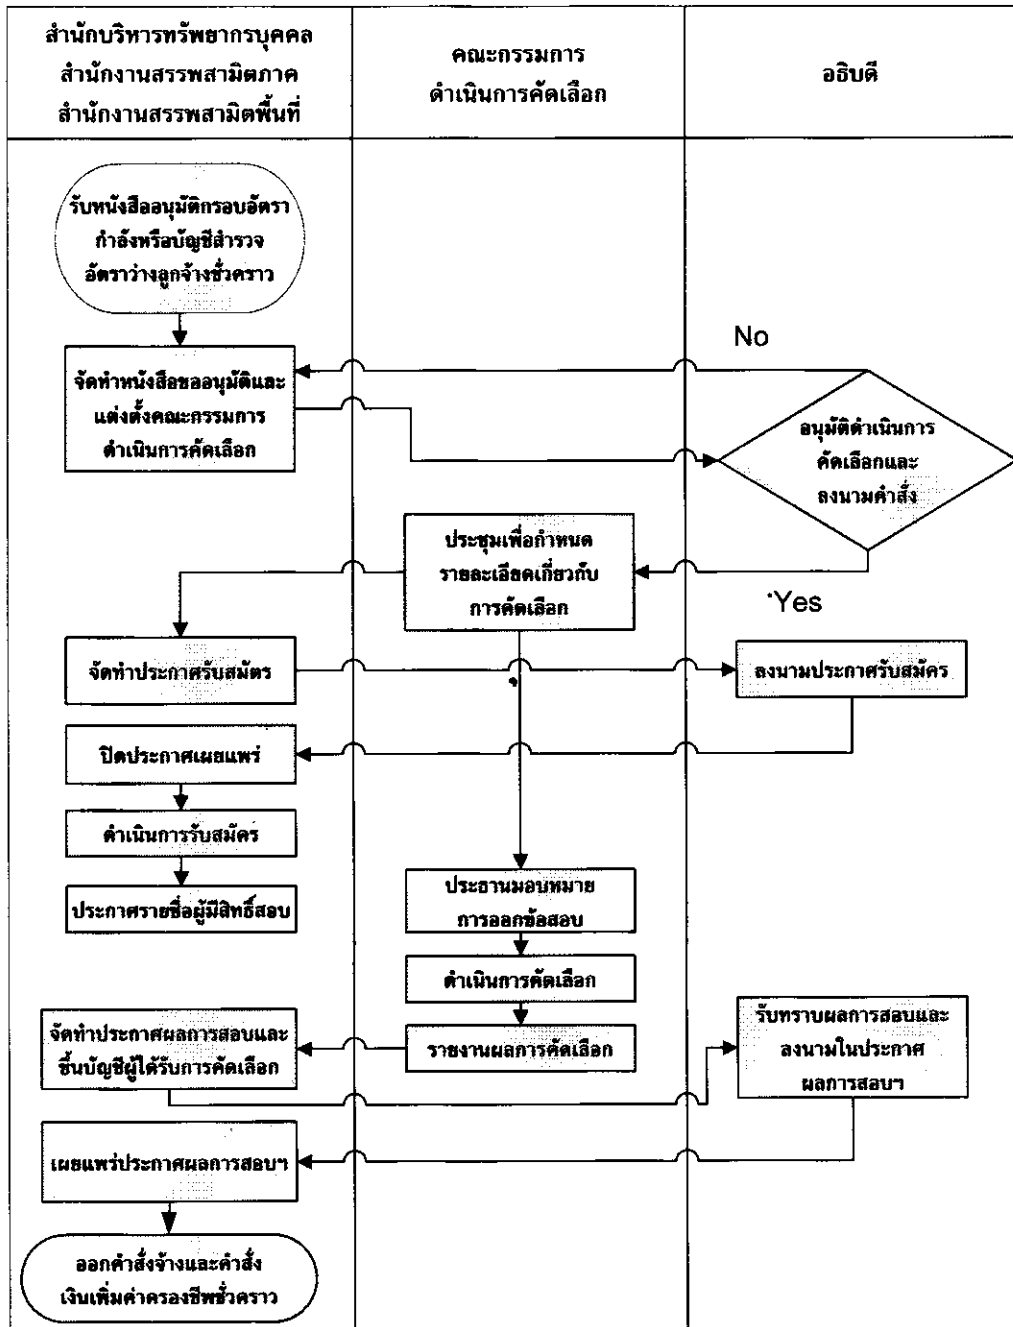 สำนักบริหารทรัพยากรบุคคล
สำนักงานสรรพสามิตภาค
สำนักงานสรรพสามิตพื้นที่
คณะกรรมการ
ดำเนินการคัดเลือก
อธิบดี
รับหนังสืออนุมัติกรอบอัตรา
กำลังหรือบัญชีสำรวจ
อัตราว่างลูกจ้างชั่วคราว
No
จัดทำหนังสือขออนุมัติและ
แต่งตั้งคณะกรรมการ
ดำเนินการคัดเลือก
อนุมัติดำเนินการ
คัดเลือกและ
ลงนามคำสั่ง
ประชุมเพื่อกำหนด
รายละเอียดเกี่ยวกับ
การคัดเลือก
Yes
จัดทำประกาศรับสมัคร
ลงนามประกาศรับสมัคร
ปิดประกาศเผยแพร่
ดำเนินการรับสมัคร
ประกาศรายชื่อผู้มีสิทธิ์สอบ
ประธานมอบหมาย
การออกข้อสอบ
ดำเนินการคัดเลือก
รายงานผลการคัดเลือก
จัดทำประกาศผลการสอบและ
ขึ้นบัญชีผู้ได้รับการคัดเลือก
รับทราบผลการสอบและ
ลงนามในประกาศ
ผลการสอบฯ
เผยแพร่ประกาศผลการสอบฯ
ออกคำสั่งจ้างและคำสั่ง
เงินเพิ่มค่าครองชีพชั่วคราว